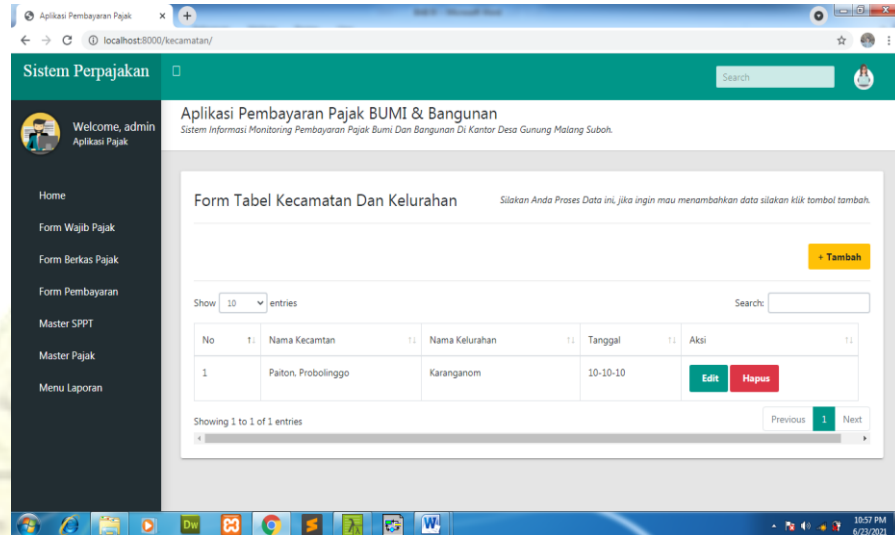 Aplikasi Pembayaran Pajak
localhost:8000/kecamatan/
Sistem Perpajakan
Search
Welcome, admin
Aplikasi Pajak
Aplikasi Pembayaran Pajak BUMI & Bangunan
Sistem Informasi Monitoring Pembayaran Pajak Bumi Dan Bangunan Di Kantor Desa Gunung Malang Suboh.
Home
Form Wajib Pajak
Form Berkas Pajak
Form Pembayaran
Master SPPT
Master Pajak
Menu Laporan
Form Tabel Kecamatan Dan Kelurahan
Silakan Anda Proses Data ini, jika ingin mau menambahkan data silakan klik tombol tambah.
+ Tambah
Show 10 entries
Search:
No Nama Kecamtan Nama Kelurahan Tanggal Aksi
1 Paiton, Probolinggo Karanganom 10-10-10 Edit Hapus
Showing 1 to 1 of 1 entries
Previous 1 Next
Dw
W
10:57 PM
6/23/2021